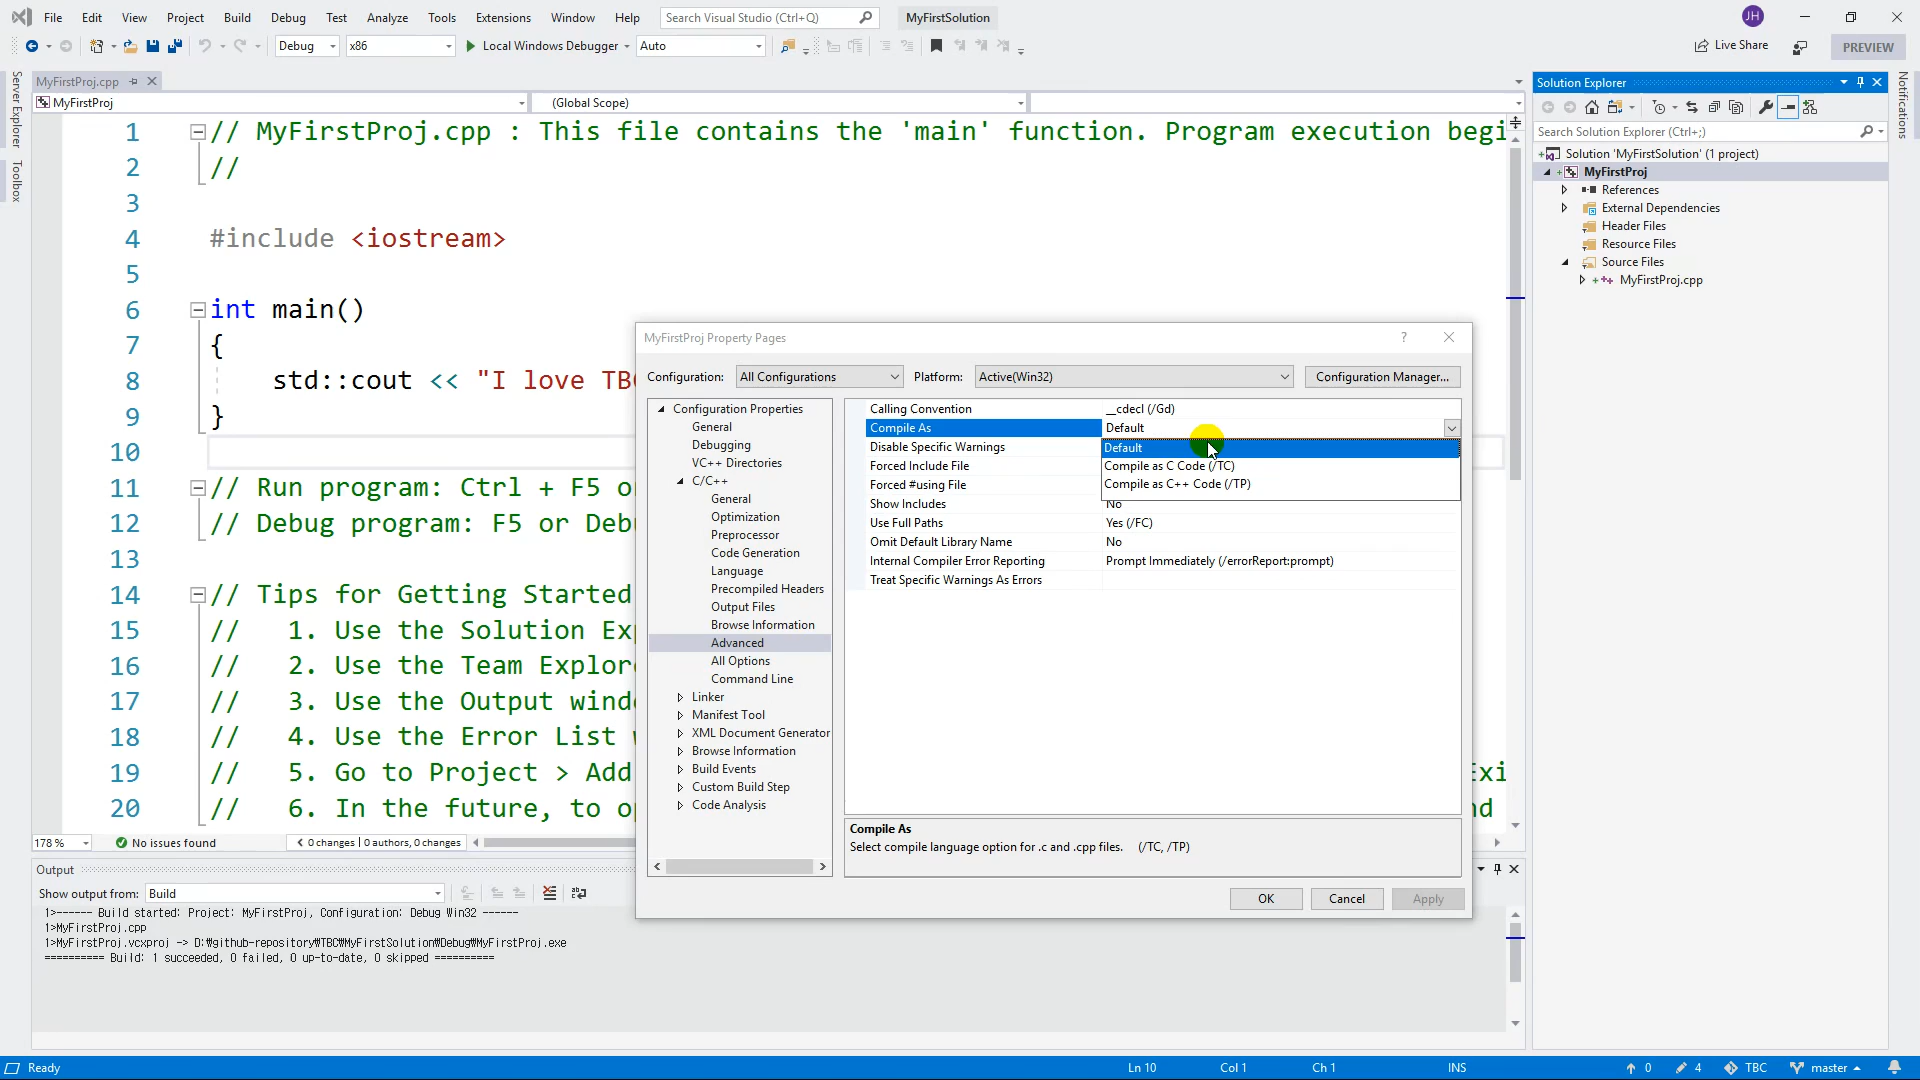 File Edit View Project Build Debug Test Analyze Tools Extensions Window Help Search Visual Studio (Ctrl+Q) MyFirstSolution JH
Debug x86 Local Windows Debugger Auto Live Share PREVIEW
Server Explorer
Toolbox
MyFirstProj.cpp
MyFirstProj (Global Scope)
1 // MyFirstProj.cpp : This file contains the 'main' function. Program execution begi
2 //
3
4 #include <iostream>
5
6 int main()
7 {
8 std::cout << "I love TBC
9 }
10
11 // Run program: Ctrl + F5 o
12 // Debug program: F5 or Deb
13
14 // Tips for Getting Started
15 // 1. Use the Solution Ex
16 // 2. Use the Team Explor
17 // 3. Use the Output wind
18 // 4. Use the Error List
19 // 5. Go to Project > Add Exi
20 // 6. In the future, to o nd
178 % No issues found 0 changes | 0 authors, 0 changes
MyFirstProj Property Pages ?
Configuration: All Configurations Platform: Active(Win32) Configuration Manager...
Configuration Properties
General
Debugging
VC++ Directories
C/C++
General
Optimization
Preprocessor
Code Generation
Language
Precompiled Headers
Output Files
Browse Information
Advanced
All Options
Command Line
Linker
Manifest Tool
XML Document Generator
Browse Information
Build Events
Custom Build Step
Code Analysis
Calling Convention __cdecl (/Gd)
Compile As Default
Disable Specific Warnings Default
Forced Include File Compile as C Code (/TC)
Forced #using File Compile as C++ Code (/TP)
Show Includes No
Use Full Paths Yes (/FC)
Omit Default Library Name No
Internal Compiler Error Reporting Prompt Immediately (/errorReport:prompt)
Treat Specific Warnings As Errors
Compile As
Select compile language option for .c and .cpp files. (/TC, /TP)
OK Cancel Apply
Output
Show output from: Build
1>------ Build started: Project: MyFirstProj, Configuration: Debug Win32 ------
1>MyFirstProj.cpp
1>MyFirstProj.vcxproj -> D:₩github-repository₩TBC₩MyFirstSolution₩Debug₩MyFirstProj.exe
========== Build: 1 succeeded, 0 failed, 0 up-to-date, 0 skipped ==========
Solution Explorer
Search Solution Explorer (Ctrl+;)
Solution 'MyFirstSolution' (1 project)
MyFirstProj
References
External Dependencies
Header Files
Resource Files
Source Files
MyFirstProj.cpp
Notifications
Ready Ln 10 Col 1 Ch 1 INS 0 4 TBC master